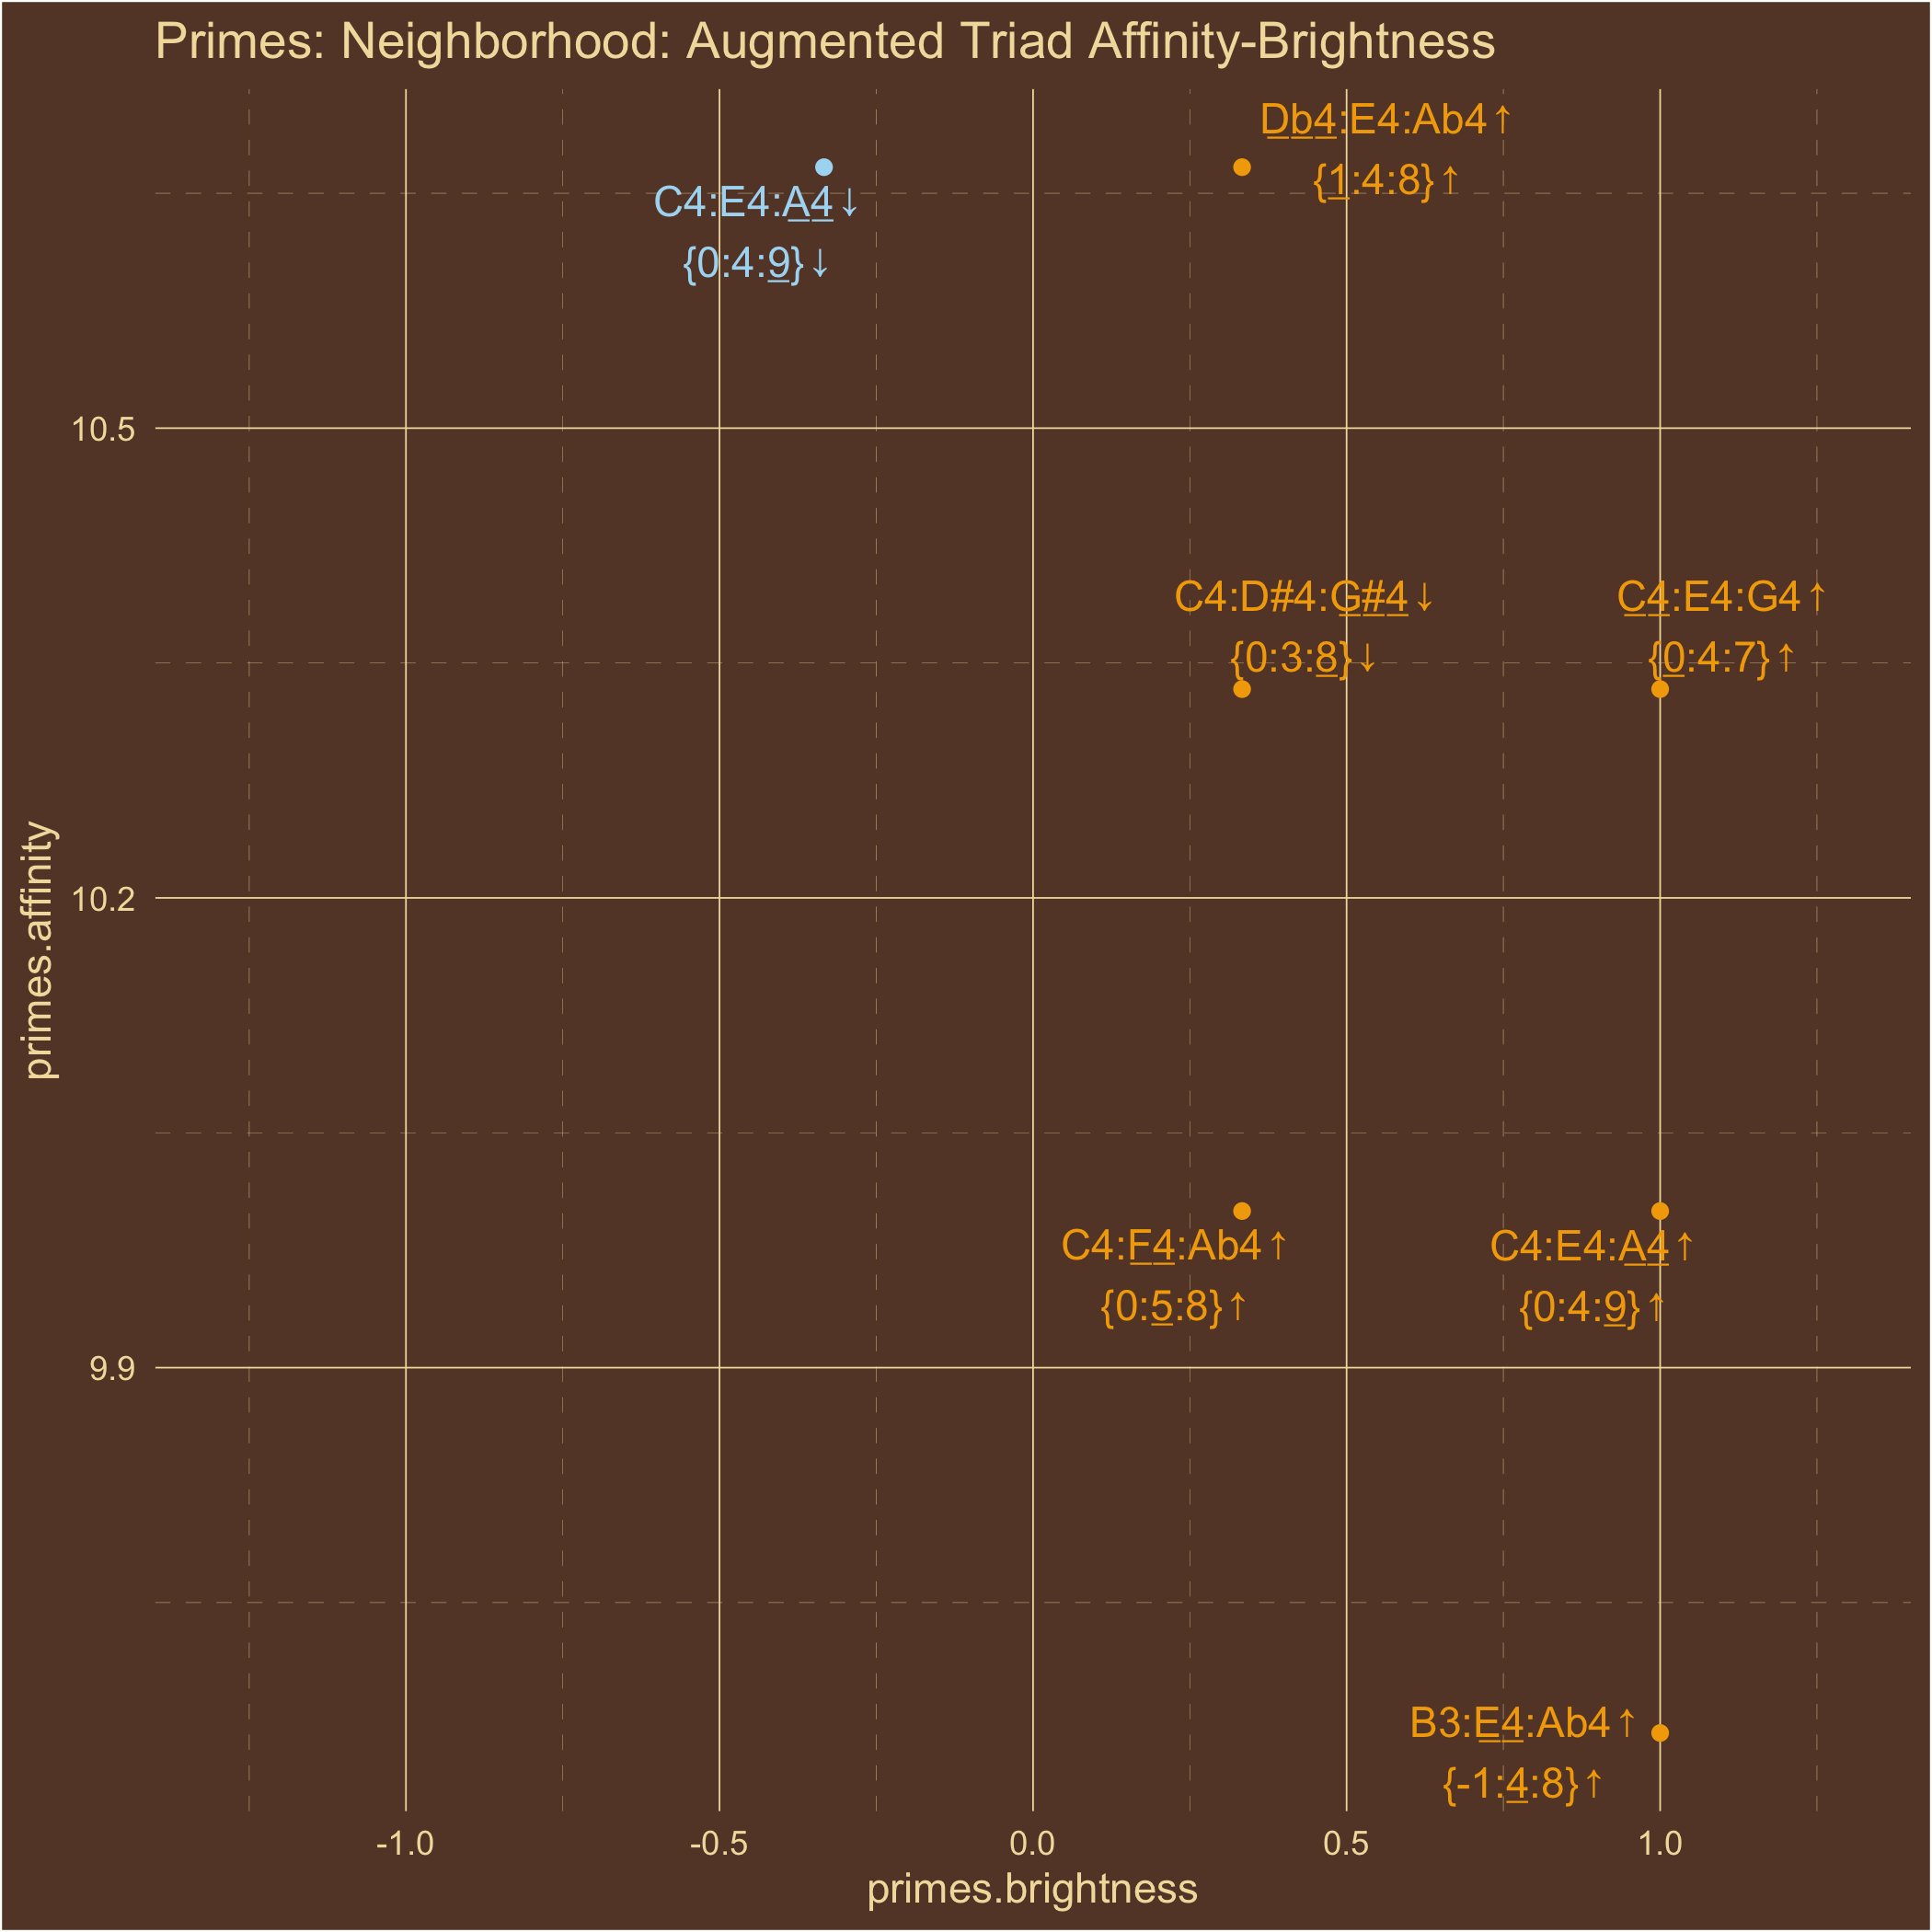 Primes: Neighborhood: Augmented Triad Affinity-Brightness
Db4:E4:Ab4↑
{1:4:8}↑
C4:E4:A4↓
{0:4:9}↓
10.5
C4:D#4:G#4↓
{0:3:8}↓
C4:E4:G4↑
{0:4:7}↑
10.2
primes.affinity
C4:F4:Ab4↑
{0:5:8}↑
C4:E4:A4↑
{0:4:9}↑
9.9
B3:E4:Ab4↑
{-1:4:8}↑
-1.0
-0.5
0.0
0.5
1.0
primes.brightness